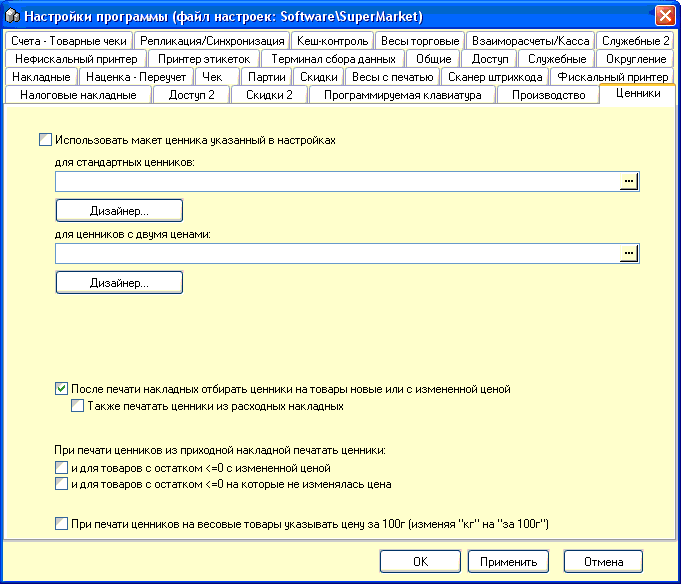 Настройки программы (файл настроек: Software\SuperMarket)
Счета - Товарные чеки Репликация/Синхронизация Кеш-контроль Весы торговые Взаиморасчеты/Касса Служебные 2
Нефискальный принтер Принтер этикеток Терминал сбора данных Общие Доступ Служебные Округление
Накладные Наценка - Переучет Чек Партии Скидки Весы с печатью Сканер штрихкода Фискальный принтер
Налоговые накладные Доступ 2 Скидки 2 Программируемая клавиатура Производство Ценники
Использовать макет ценника указанный в настройках
для стандартных ценников:
...
Дизайнер...
для ценников с двумя ценами:
...
Дизайнер...
После печати накладных отбирать ценники на товары новые или с измененной ценой
Также печатать ценники из расходных накладных
При печати ценников из приходной накладной печатать ценники:
и для товаров с остатком <=0 с измененной ценой
и для товаров с остатком <=0 на которые не изменялась цена
При печати ценников на весовые товары указывать цену за 100г (изменяя "кг" на "за 100г")
OK Применить Отмена